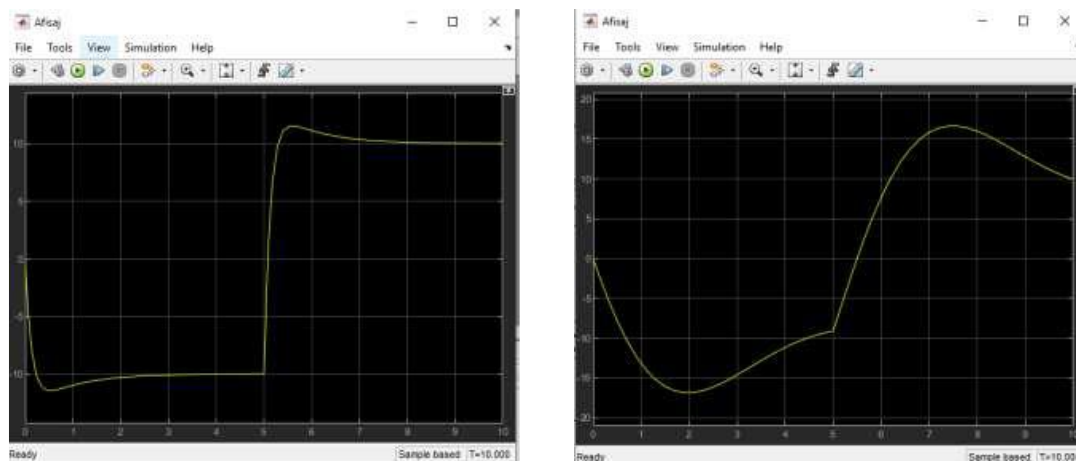 Afisaj
File Tools View Simulation Help
10
5
0
-5
-10
0 1 2 3 4 5 6 7 8 9 10
Ready Sample based T=10.000
Afisaj
File Tools View Simulation Help
20
15
10
5
0
-5
-10
-15
-20
0 1 2 3 4 5 6 7 8 9 10
Ready Sample based T=10.00